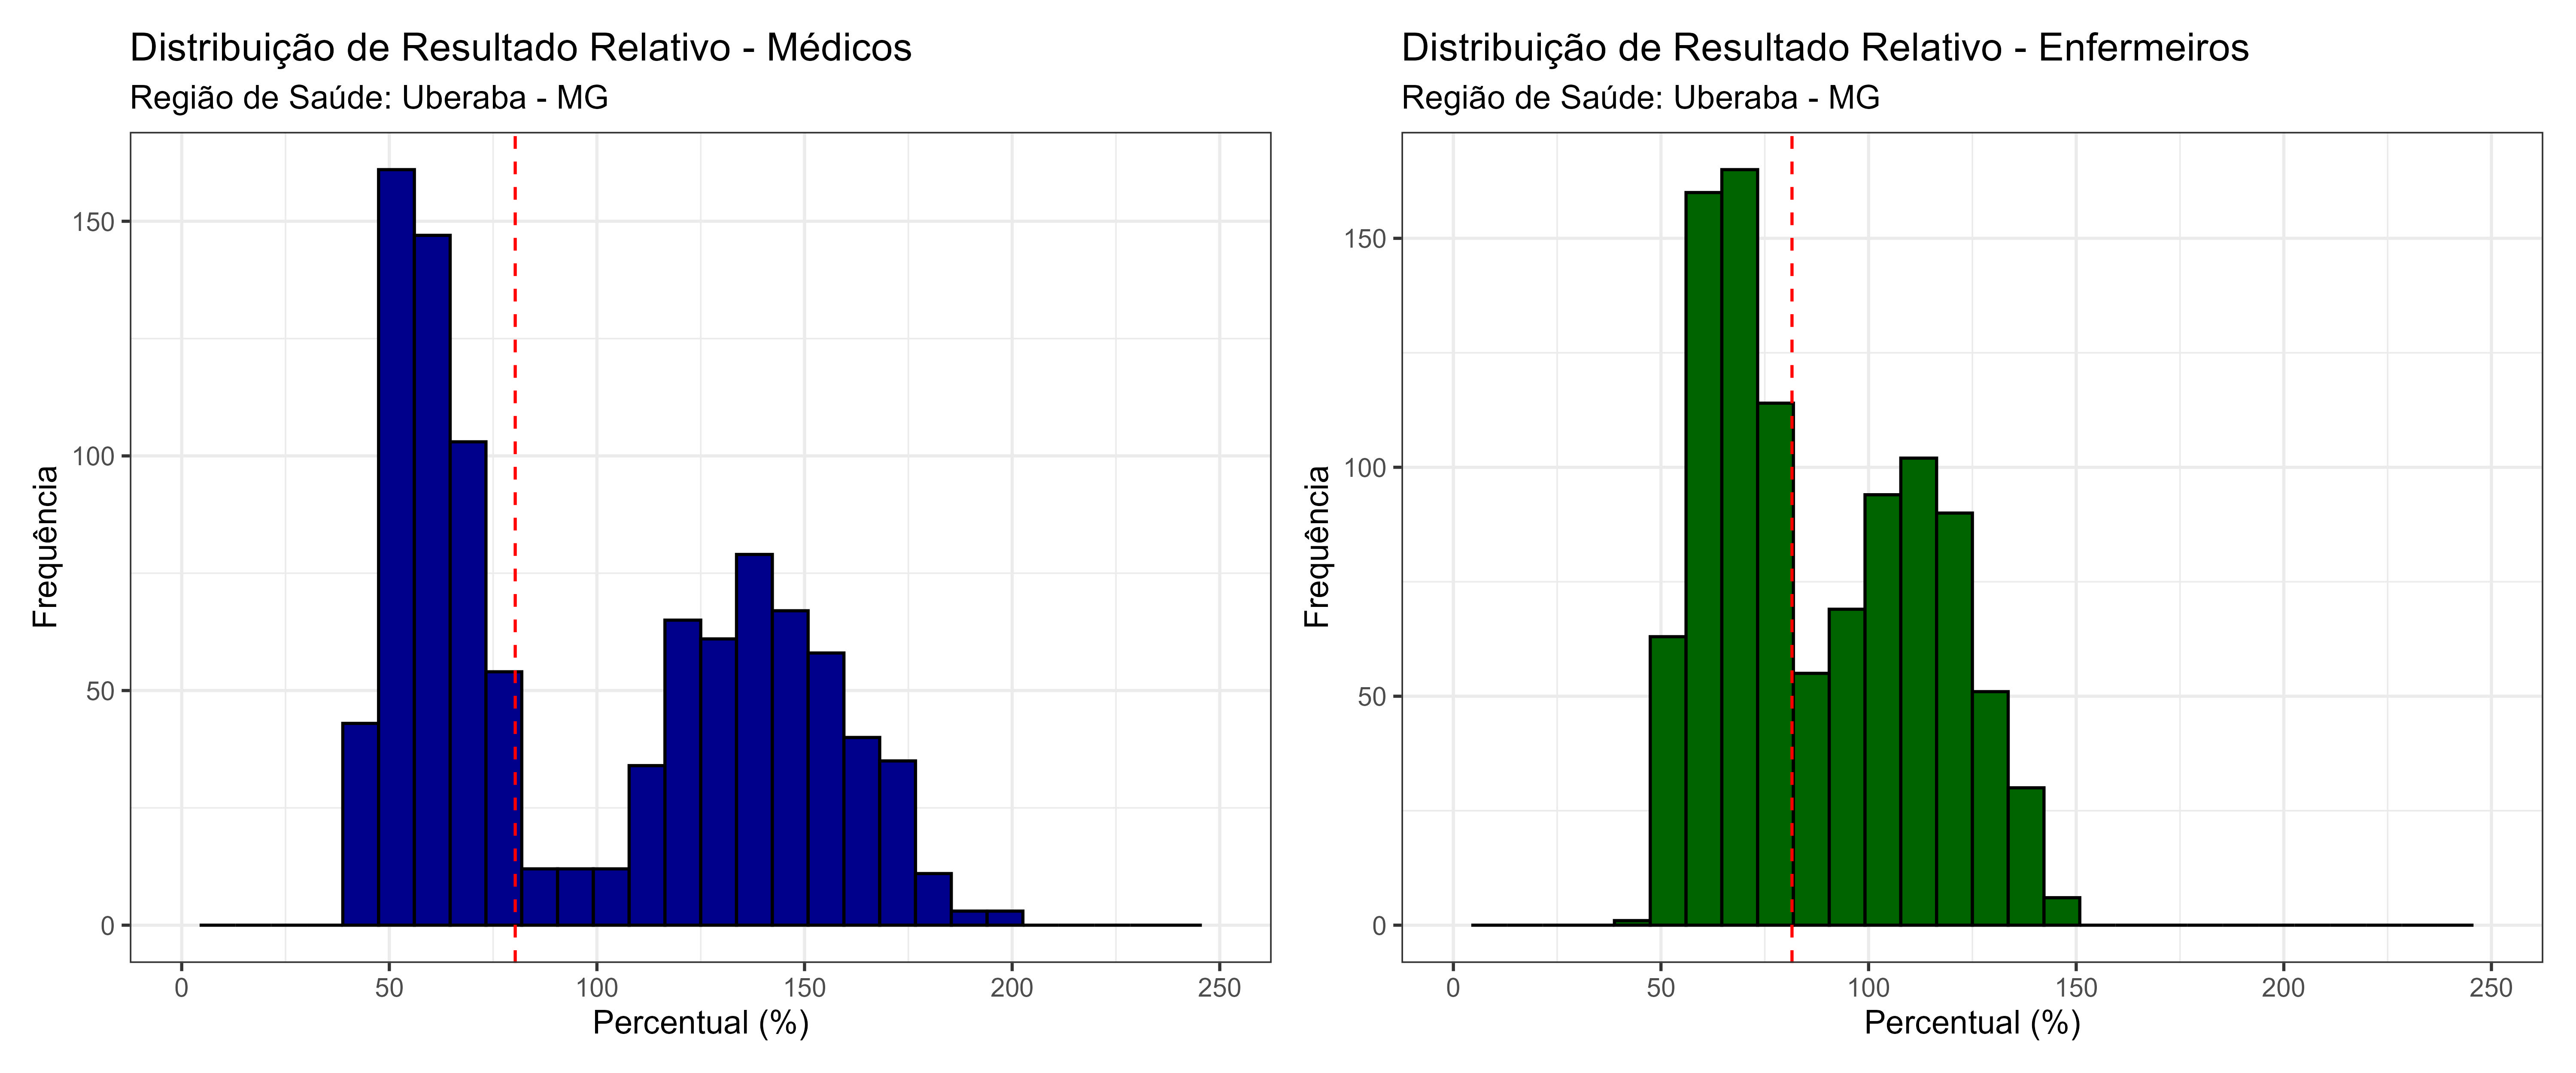 Distribuição de Resultado Relativo - Médicos
Região de Saúde: Uberaba - MG
Frequência
150
100
50
0
0 50 100 150 200 250
Percentual (%)
Distribuição de Resultado Relativo - Enfermeiros
Região de Saúde: Uberaba - MG
Frequência
150
100
50
0
0 50 100 150 200 250
Percentual (%)